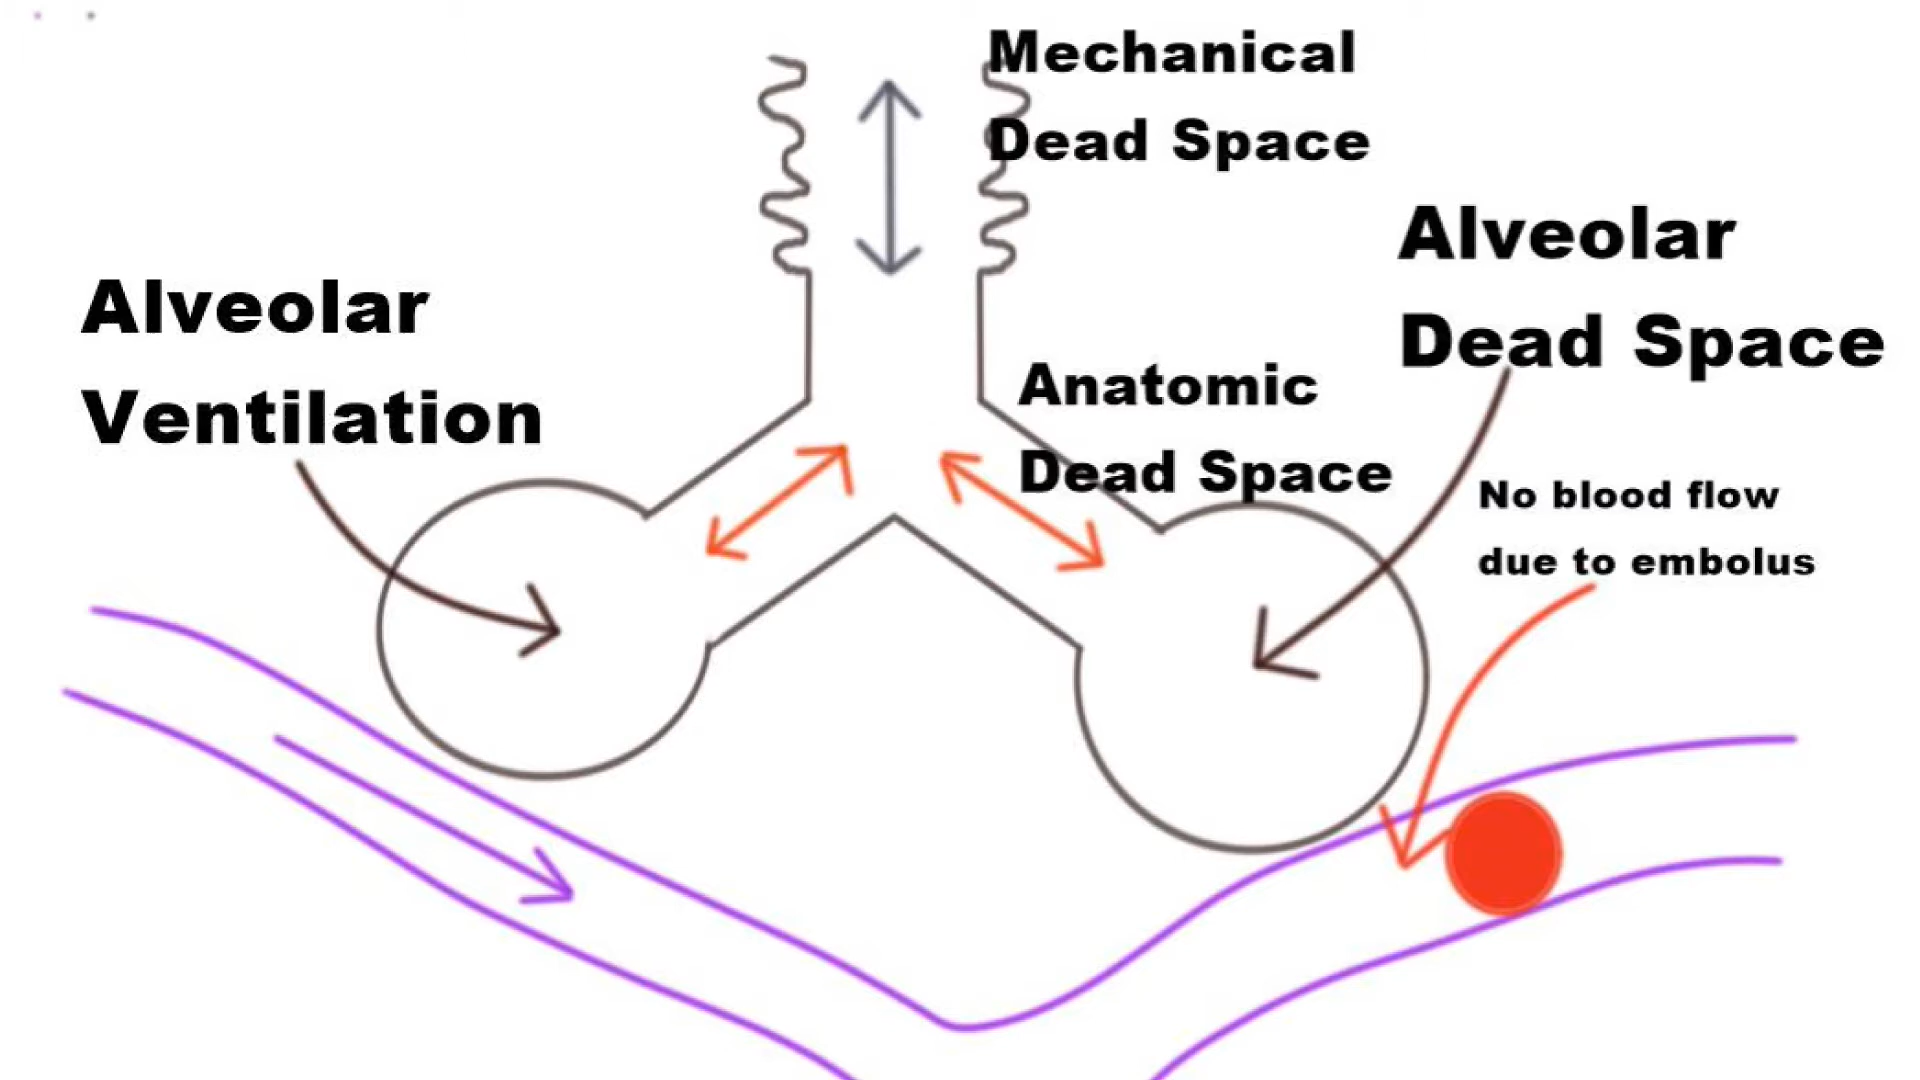 Mechanical
Dead Space
Alveolar
Dead Space
Alveolar
Ventilation
Anatomic
Dead Space
No blood flow
due to embolus